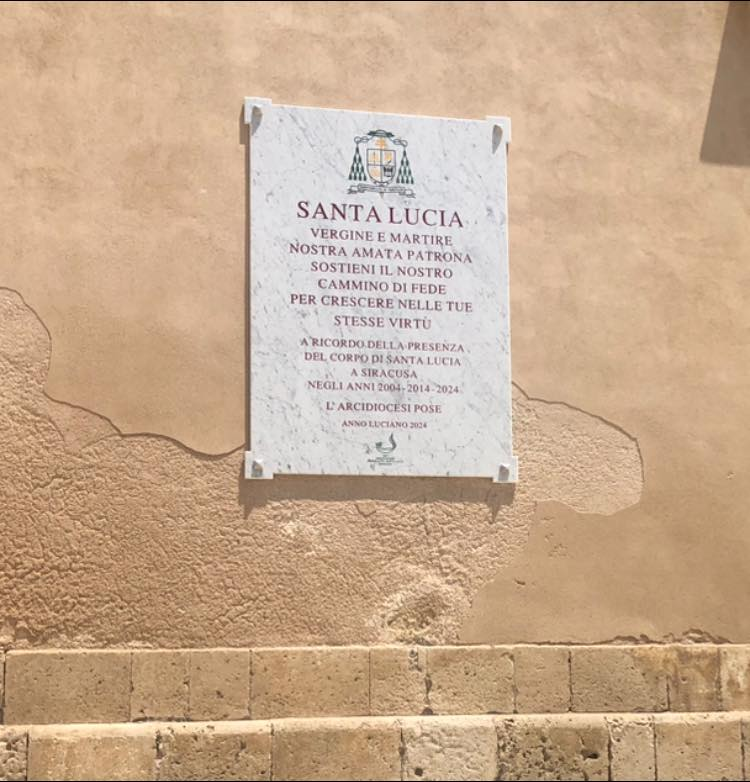 SANTA LUCIA
VERGINE E MARTIRE
NOSTRA AMATA PATRONA
SOSTIENI IL NOSTRO
CAMMINO DI FEDE
PER CRESCERE NELLE TUE
STESSE VIRTÙ
A RICORDO DELLA PRESENZA
DEL CORPO DI SANTA LUCIA
A SIRACUSA
NEGLI ANNI 2004-2014-2024
L'ARCIDIOCESI POSE
ANNO LUCIANO 2024